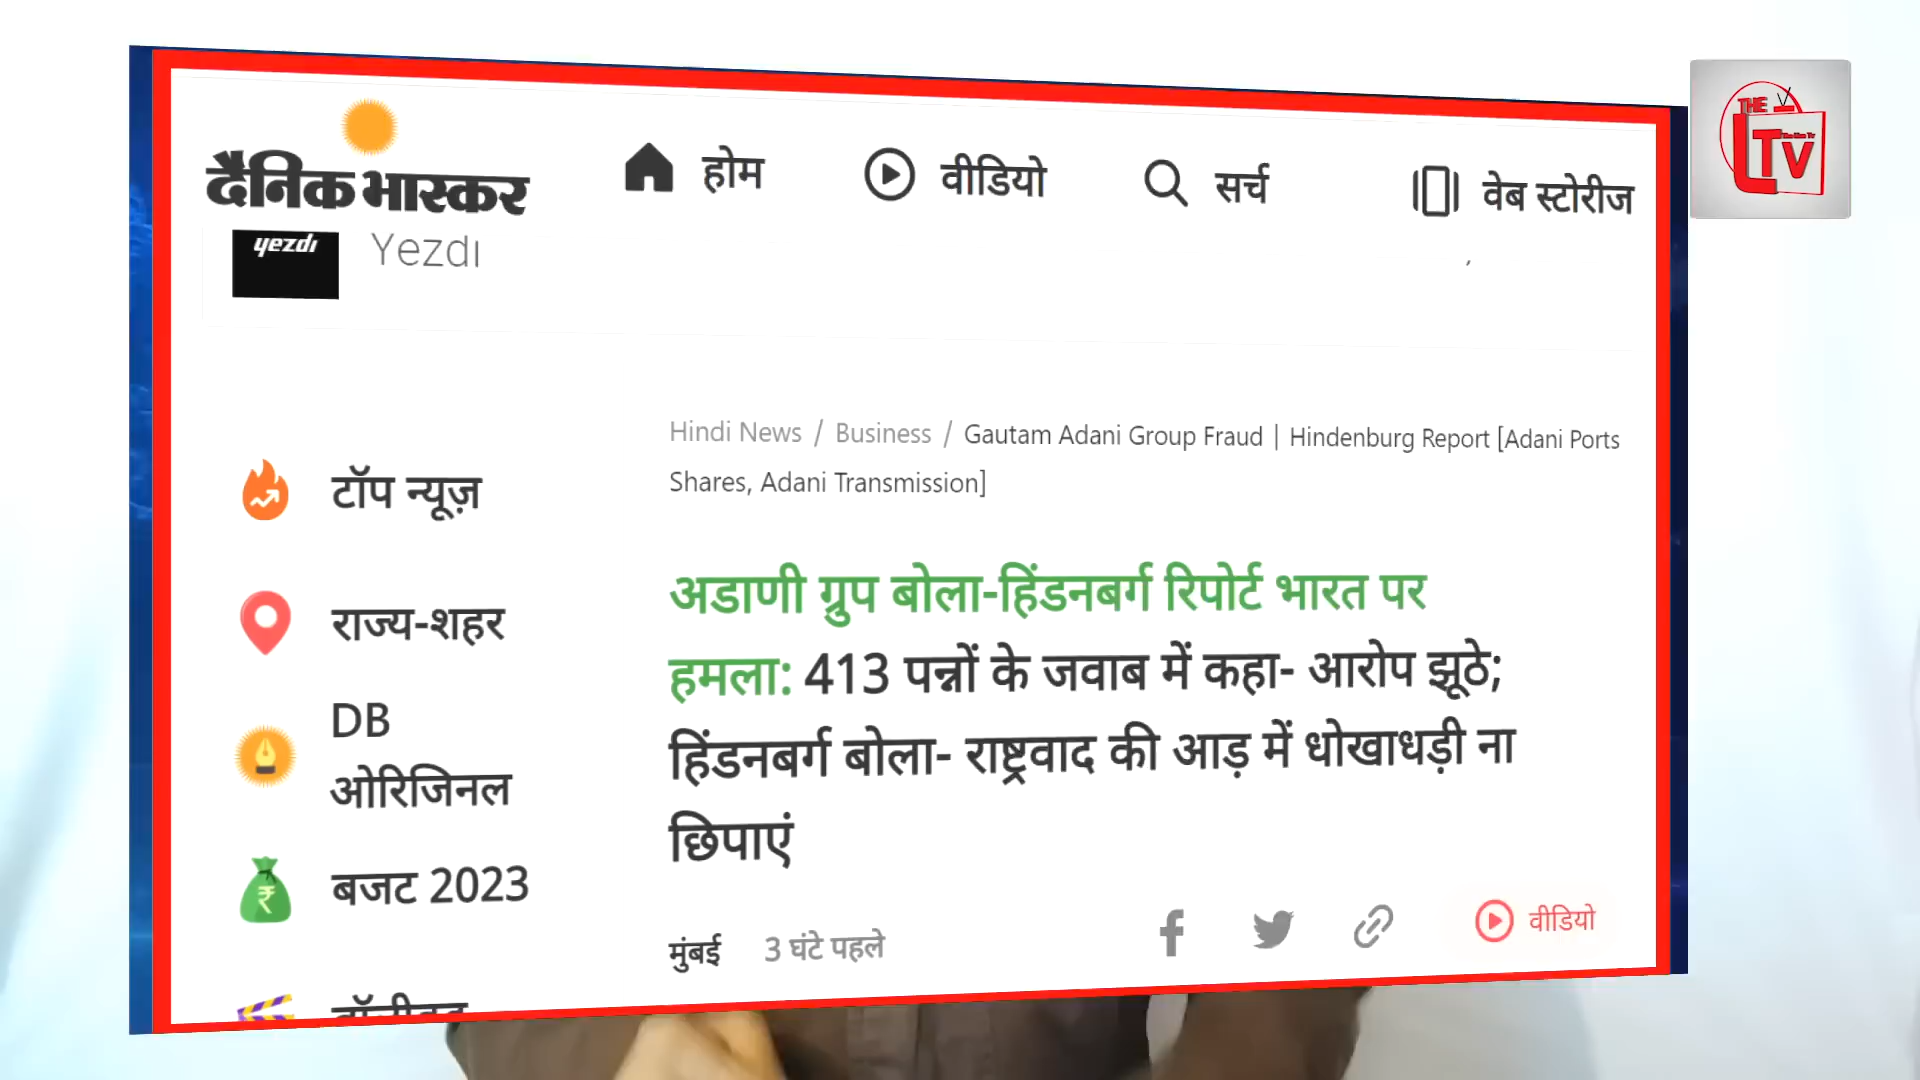 दैनिक भास्कर
होम
वीडियो
सर्च
वेब स्टोरीज
THE
LTV
yezdi
Yezdi
Hindi News / Business / Gautam Adani Group Fraud | Hindenburg Report [Adani Ports
Shares, Adani Transmission]
टॉप न्यूज़
राज्य-शहर
DB
ओरिजिनल
बजट 2023
अडाणी ग्रुप बोला-हिंडनबर्ग रिपोर्ट भारत पर
हमला: 413 पन्नों के जवाब में कहा- आरोप झूठे;
हिंडनबर्ग बोला- राष्ट्रवाद की आड़ में धोखाधड़ी ना
छिपाएं
मुंबई
3 घंटे पहले
वीडियो